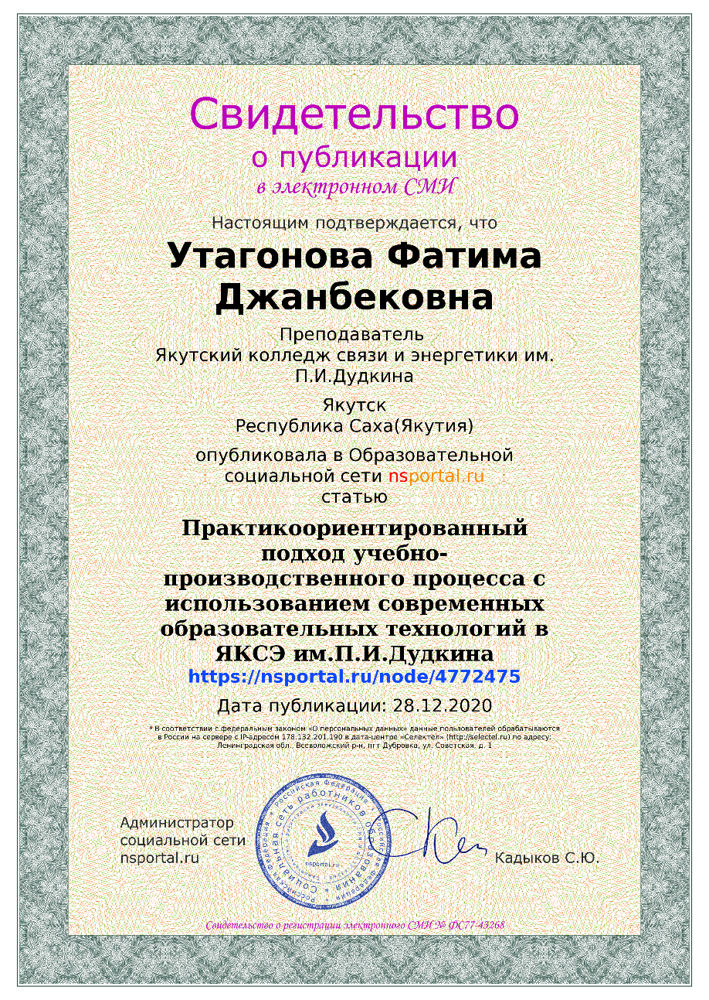 Свидетельство
о публикации
в электронном СМИ
Настоящим подтверждается, что
Утагонова Фатима
Джанбековна
Преподаватель
Якутский колледж связи и энергетики им.
П.И.Дудкина
Якутск
Республика Саха(Якутия)
опубликовала в Образовательной
социальной сети nsportal.ru
статью
Практикоориентированный
подход учебно-
производственного процесса с
использованием современных
образовательных технологий в
ЯКСЭ им.П.И.Дудкина
https://nsportal.ru/node/4772475
Дата публикации: 28.12.2020
* В соответствии с федеральным законом «О персональных данных» данные пользователей обрабатываются
в России на сервере с IP-адресом 178.132.201.190 в дата-центре «Селектел» (http://selectel.ru) по адресу:
Ленинградская обл., Всеволожский р-н, пгт Дубровка, ул. Советская, д. 1
Российская Федерация * Российская Федерация * Российская Федерация *
Социальная сеть работников образования *
nsportal.ru
Администратор
социальной сети
nsportal.ru
Кадыков С.Ю.
Свидетельство о регистрации электронного СМИ № ФС77-43268